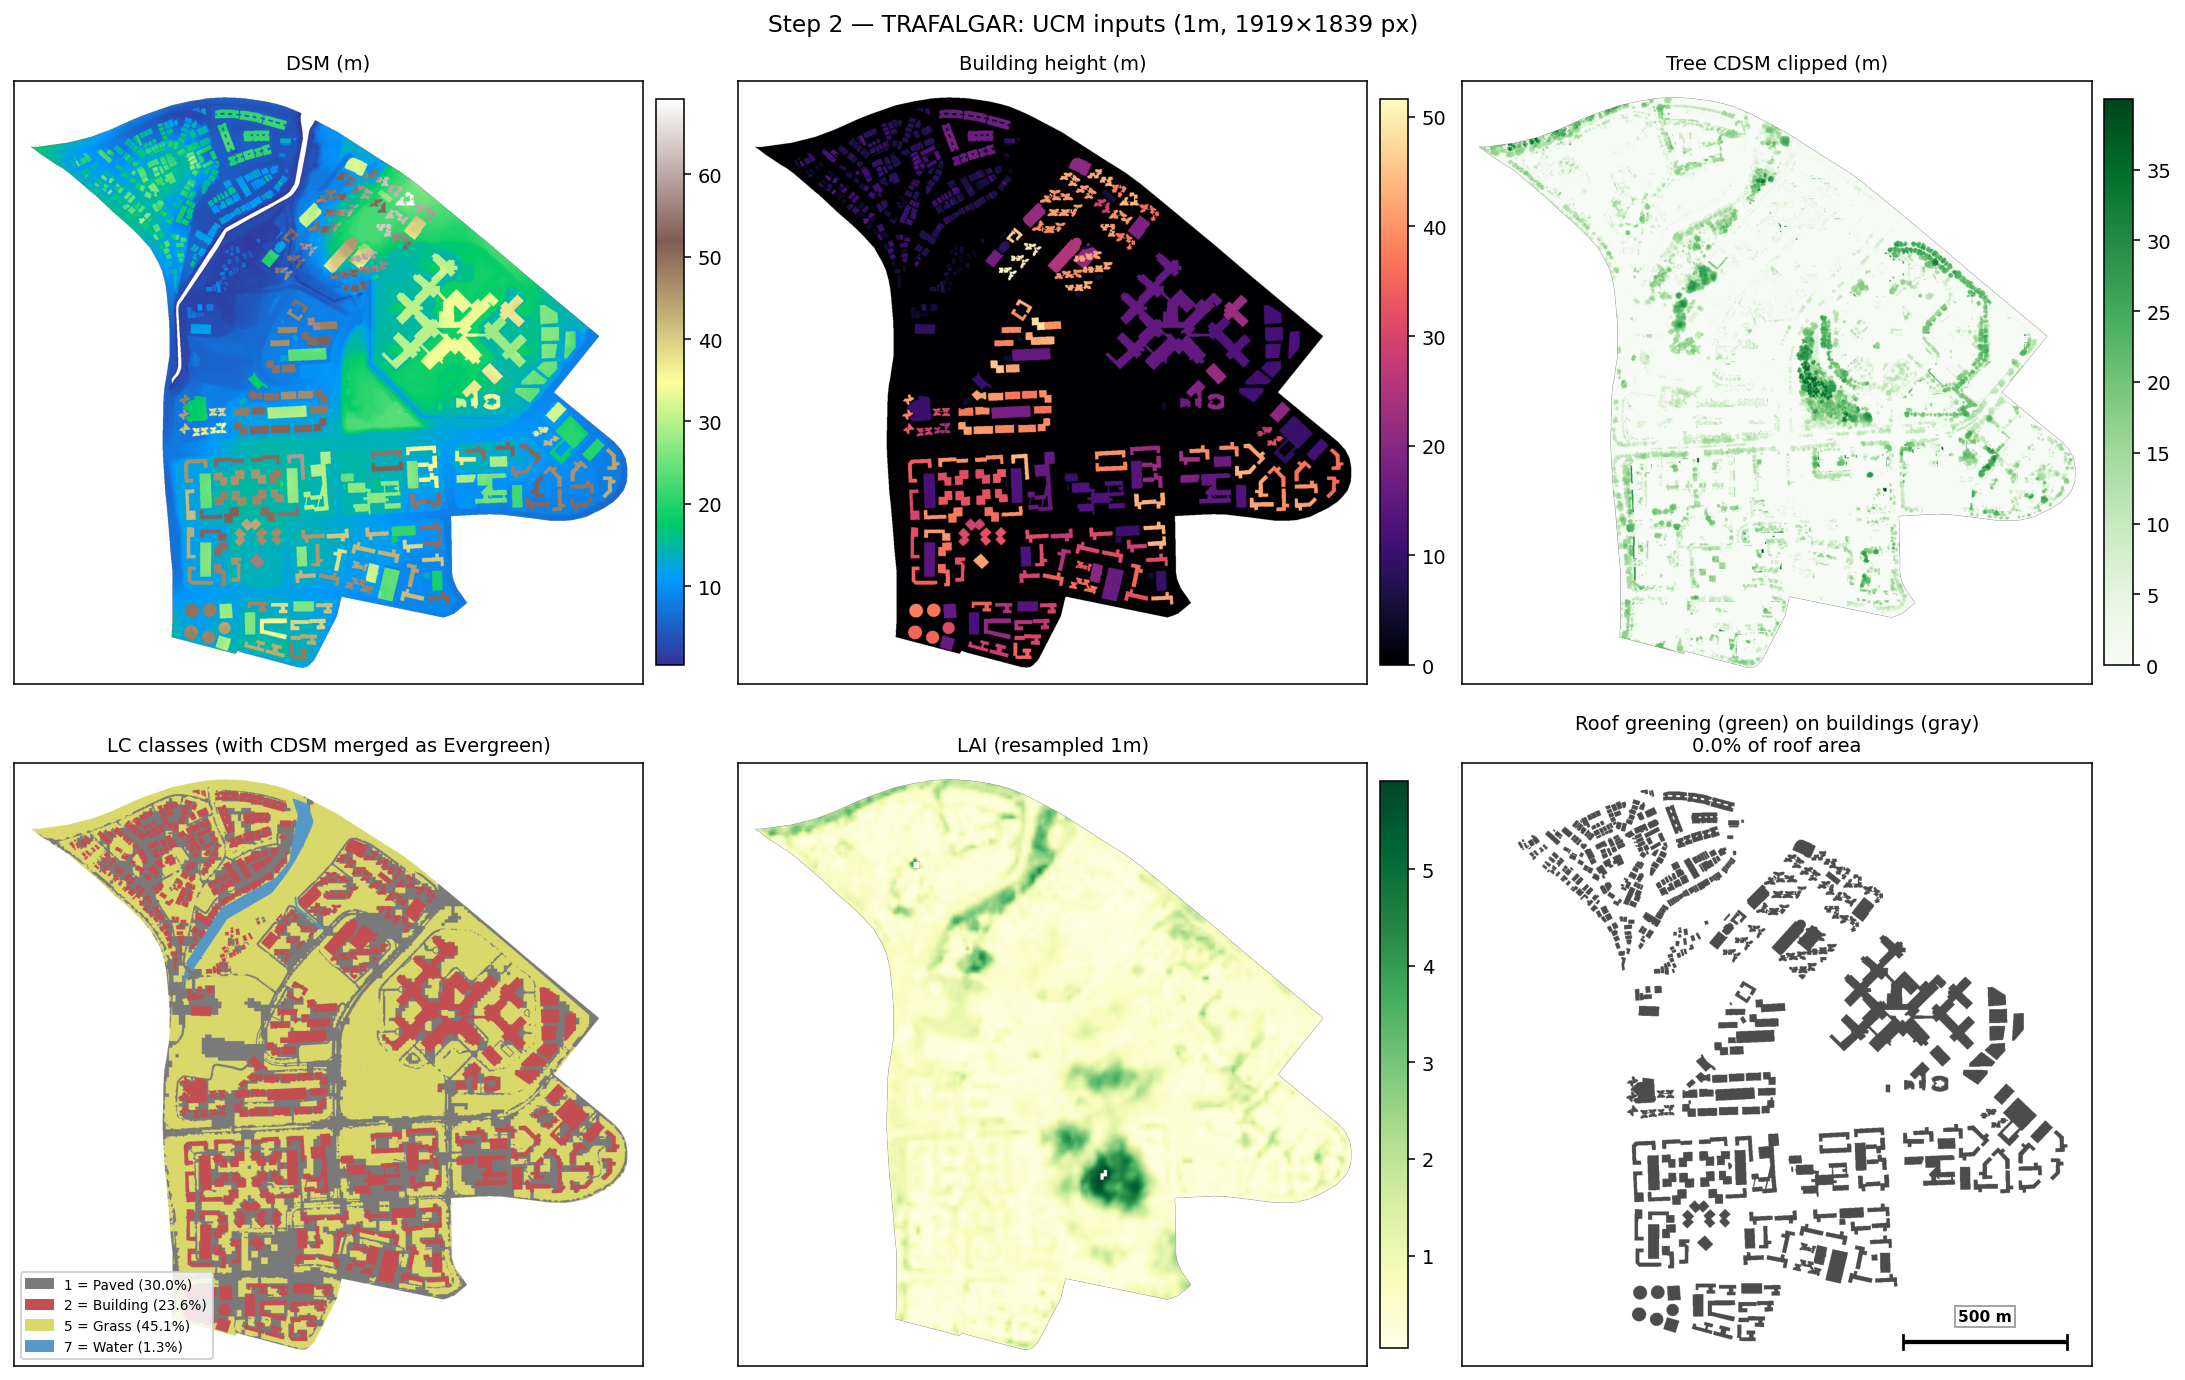 Step 2 — TRAFALGAR: UCM inputs (1m, 1919×1839 px)
DSM (m)
60
50
40
30
20
10
Building height (m)
50
40
30
20
10
0
Tree CDSM clipped (m)
35
30
25
20
15
10
5
0
LC classes (with CDSM merged as Evergreen)
1 = Paved (30.0%)
2 = Building (23.6%)
5 = Grass (45.1%)
7 = Water (1.3%)
LAI (resampled 1m)
5
4
3
2
1
Roof greening (green) on buildings (gray)
0.0% of roof area
500 m